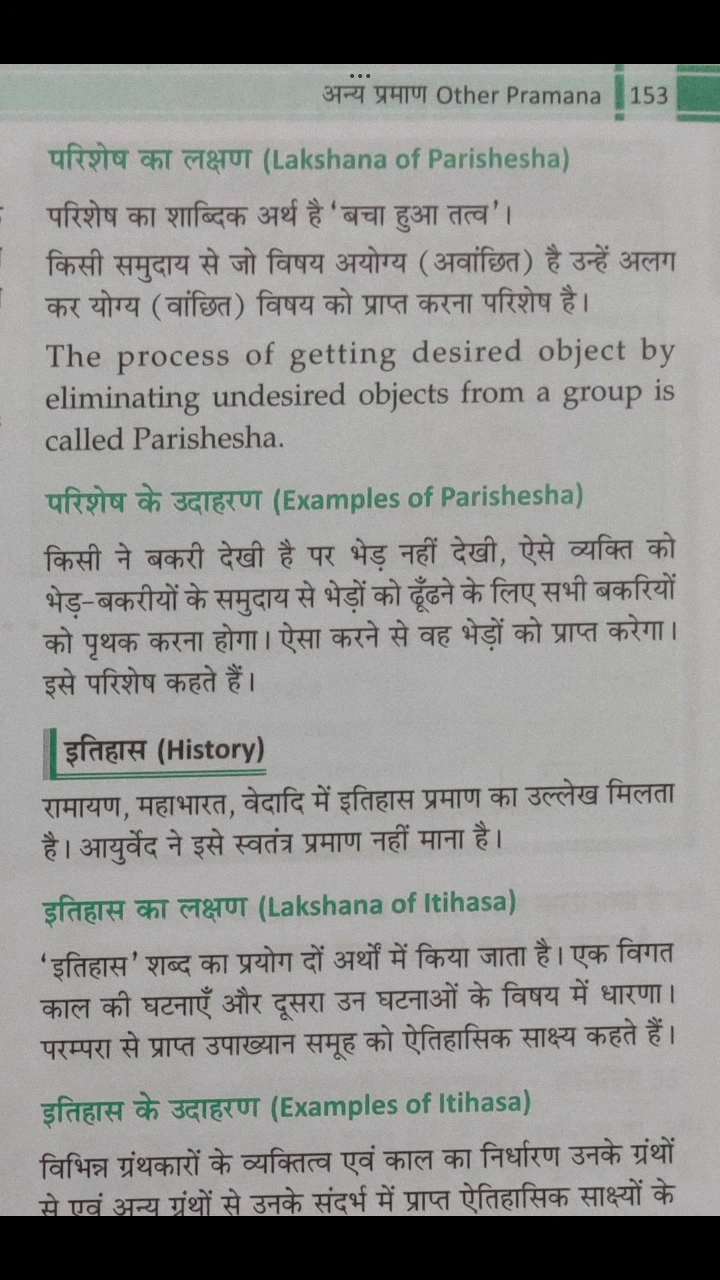 अन्य प्रमाण Other Pramana 153
परिशेष का लक्षण (Lakshana of Parishesha)
परिशेष का शाब्दिक अर्थ है ‘बचा हुआ तत्व’।
किसी समुदाय से जो विषय अयोग्य (अवांछित) है उन्हें अलग
कर योग्य (वांछित) विषय को प्राप्त करना परिशेष है।
The process of getting desired object by
eliminating undesired objects from a group is
called Parishesha.
परिशेष के उदाहरण (Examples of Parishesha)
किसी ने बकरी देखी है पर भेड़ नहीं देखी, ऐसे व्यक्ति को
भेड़-बकरीयों के समुदाय से भेड़ों को ढूँढने के लिए सभी बकरियों
को पृथक करना होगा। ऐसा करने से वह भेड़ों को प्राप्त करेगा।
इसे परिशेष कहते हैं।
इतिहास (History)
रामायण, महाभारत, वेदादि में इतिहास प्रमाण का उल्लेख मिलता
है। आयुर्वेद ने इसे स्वतंत्र प्रमाण नहीं माना है।
इतिहास का लक्षण (Lakshana of Itihasa)
‘इतिहास’ शब्द का प्रयोग दों अर्थों में किया जाता है। एक विगत
काल की घटनाएँ और दूसरा उन घटनाओं के विषय में धारणा।
परम्परा से प्राप्त उपाख्यान समूह को ऐतिहासिक साक्ष्य कहते हैं।
इतिहास के उदाहरण (Examples of Itihasa)
विभिन्न ग्रंथकारों के व्यक्तित्व एवं काल का निर्धारण उनके ग्रंथों
से एवं अन्य ग्रंथों से उनके संदर्भ में प्राप्त ऐतिहासिक साक्ष्यों के